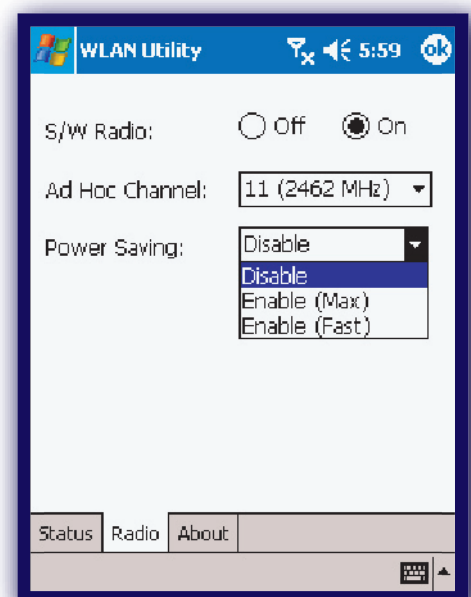 WLAN Utility 5:59 ok
S/W Radio: Off On
Ad Hoc Channel: 11 (2462 MHz)
Power Saving: Disable
Disable
Enable (Max)
Enable (Fast)
Status Radio About